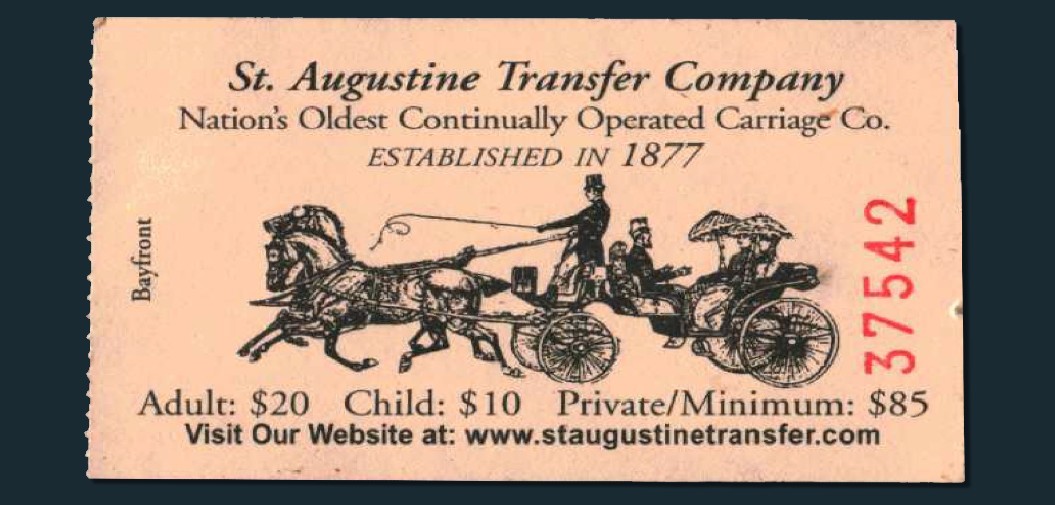 St. Augustine Transfer Company
Nation's Oldest Continually Operated Carriage Co.
ESTABLISHED IN 1877
Bayfront
37542
Adult: $20 Child: $10 Private/Minimum: $85
Visit Our Website at: www.staugustinetransfer.com